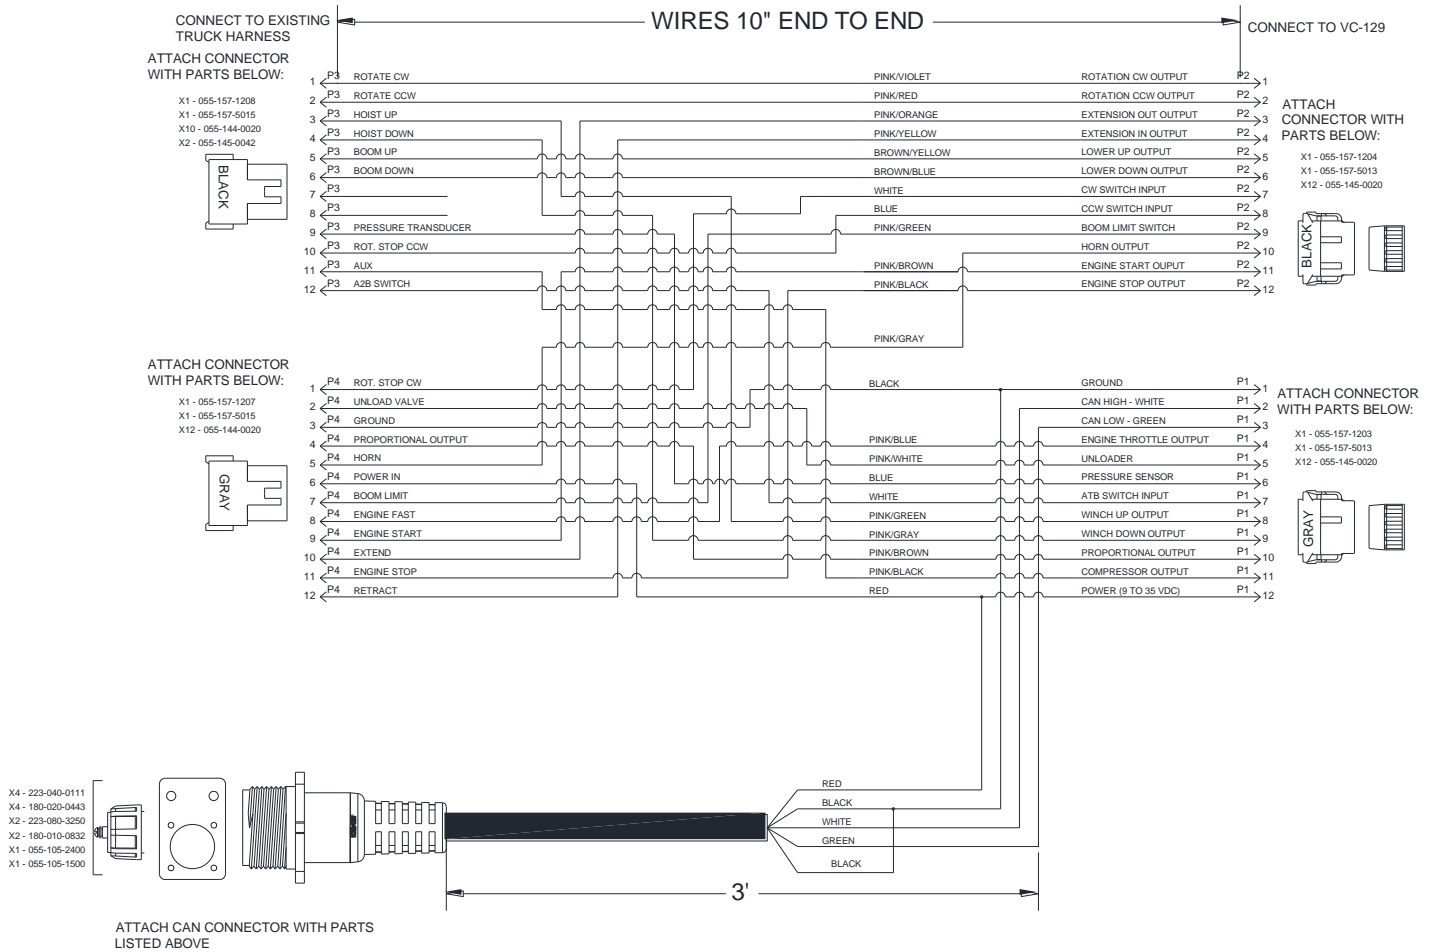 WIRES 10" END TO END
CONNECT TO EXISTING
TRUCK HARNESS
CONNECT TO VC-129
ATTACH CONNECTOR
WITH PARTS BELOW:
X1 - 055-157-1208
X1 - 055-157-5015
X10 - 055-144-0020
X2 - 055-145-0042
BLACK
1 P3 ROTATE CW PINK/VIOLET ROTATION CW OUTPUT P2 1
2 P3 ROTATE CCW PINK/RED ROTATION CCW OUTPUT P2 2
3 P3 HOIST UP PINK/ORANGE EXTENSION OUT OUTPUT P2 3
4 P3 HOIST DOWN PINK/YELLOW EXTENSION IN OUTPUT P2 4
5 P3 BOOM UP BROWN/YELLOW LOWER UP OUTPUT P2 5
6 P3 BOOM DOWN BROWN/BLUE LOWER DOWN OUTPUT P2 6
7 P3 WHITE CW SWITCH INPUT P2 7
8 P3 BLUE CCW SWITCH INPUT P2 8
9 P3 PRESSURE TRANSDUCER PINK/GREEN BOOM LIMIT SWITCH P2 9
10 P3 ROT. STOP CCW HORN OUTPUT P2 10
11 P3 AUX PINK/BROWN ENGINE START OUPUT P2 11
12 P3 A2B SWITCH PINK/BLACK ENGINE STOP OUTPUT P2 12
PINK/GRAY
ATTACH
CONNECTOR WITH
PARTS BELOW:
X1 - 055-157-1204
X1 - 055-157-5013
X12 - 055-145-0020
BLACK
ATTACH CONNECTOR
WITH PARTS BELOW:
X1 - 055-157-1207
X1 - 055-157-5015
X12 - 055-144-0020
GRAY
1 P4 ROT. STOP CW BLACK GROUND P1 1
2 P4 UNLOAD VALVE CAN HIGH - WHITE P1 2
3 P4 GROUND CAN LOW - GREEN P1 3
4 P4 PROPORTIONAL OUTPUT PINK/BLUE ENGINE THROTTLE OUTPUT P1 4
5 P4 HORN PINK/WHITE UNLOADER P1 5
6 P4 POWER IN BLUE PRESSURE SENSOR P1 6
7 P4 BOOM LIMIT WHITE ATB SWITCH INPUT P1 7
8 P4 ENGINE FAST PINK/GREEN WINCH UP OUTPUT P1 8
9 P4 ENGINE START PINK/GRAY WINCH DOWN OUTPUT P1 9
10 P4 EXTEND PINK/BROWN PROPORTIONAL OUTPUT P1 10
11 P4 ENGINE STOP PINK/BLACK COMPRESSOR OUTPUT P1 11
12 P4 RETRACT RED POWER (9 TO 35 VDC) P1 12
ATTACH CONNECTOR
WITH PARTS BELOW:
X1 - 055-157-1203
X1 - 055-157-5013
X12 - 055-145-0020
GRAY
X4 - 223-040-0111
X4 - 180-020-0443
X2 - 223-080-3250
X2 - 180-010-0832
X1 - 055-105-2400
X1 - 055-105-1500
RED
BLACK
WHITE
GREEN
BLACK
3'
ATTACH CAN CONNECTOR WITH PARTS
LISTED ABOVE